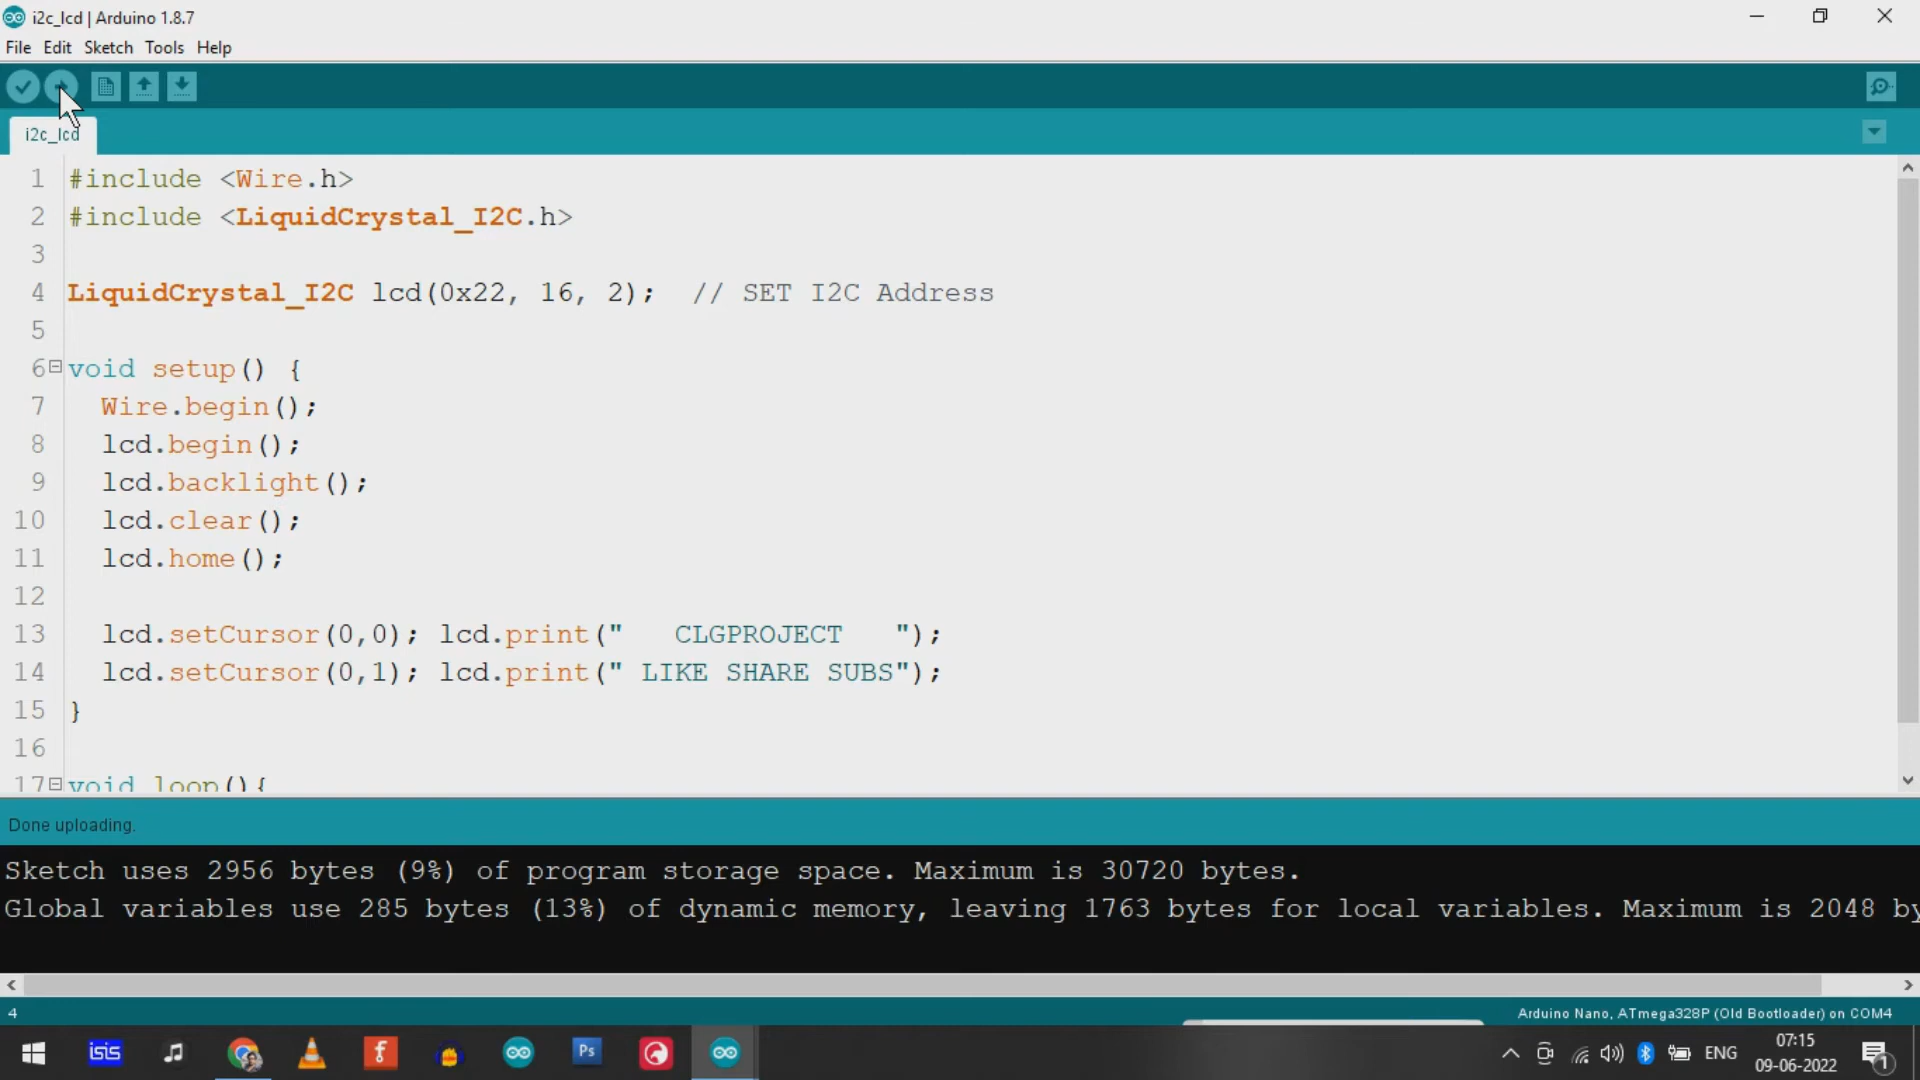 i2c_lcd | Arduino 1.8.7
File Edit Sketch Tools Help
i2c_lcd
1 #include <Wire.h>
2 #include <LiquidCrystal_I2C.h>
3
4 LiquidCrystal_I2C lcd(0x22, 16, 2);  // SET I2C Address
5
6 void setup() {
7   Wire.begin();
8   lcd.begin();
9   lcd.backlight();
10   lcd.clear();
11   lcd.home();
12
13   lcd.setCursor(0,0); lcd.print("   CLGPROJECT   ");
14   lcd.setCursor(0,1); lcd.print(" LIKE SHARE SUBS");
15 }
16
17 void loop(){
Done uploading.
Sketch uses 2956 bytes (9%) of program storage space. Maximum is 30720 bytes.
Global variables use 285 bytes (13%) of dynamic memory, leaving 1763 bytes for local variables. Maximum is 2048 by
4
Arduino Nano, ATmega328P (Old Bootloader) on COM4
isis
f
Ps
ENG
07:15
09-06-2022
1